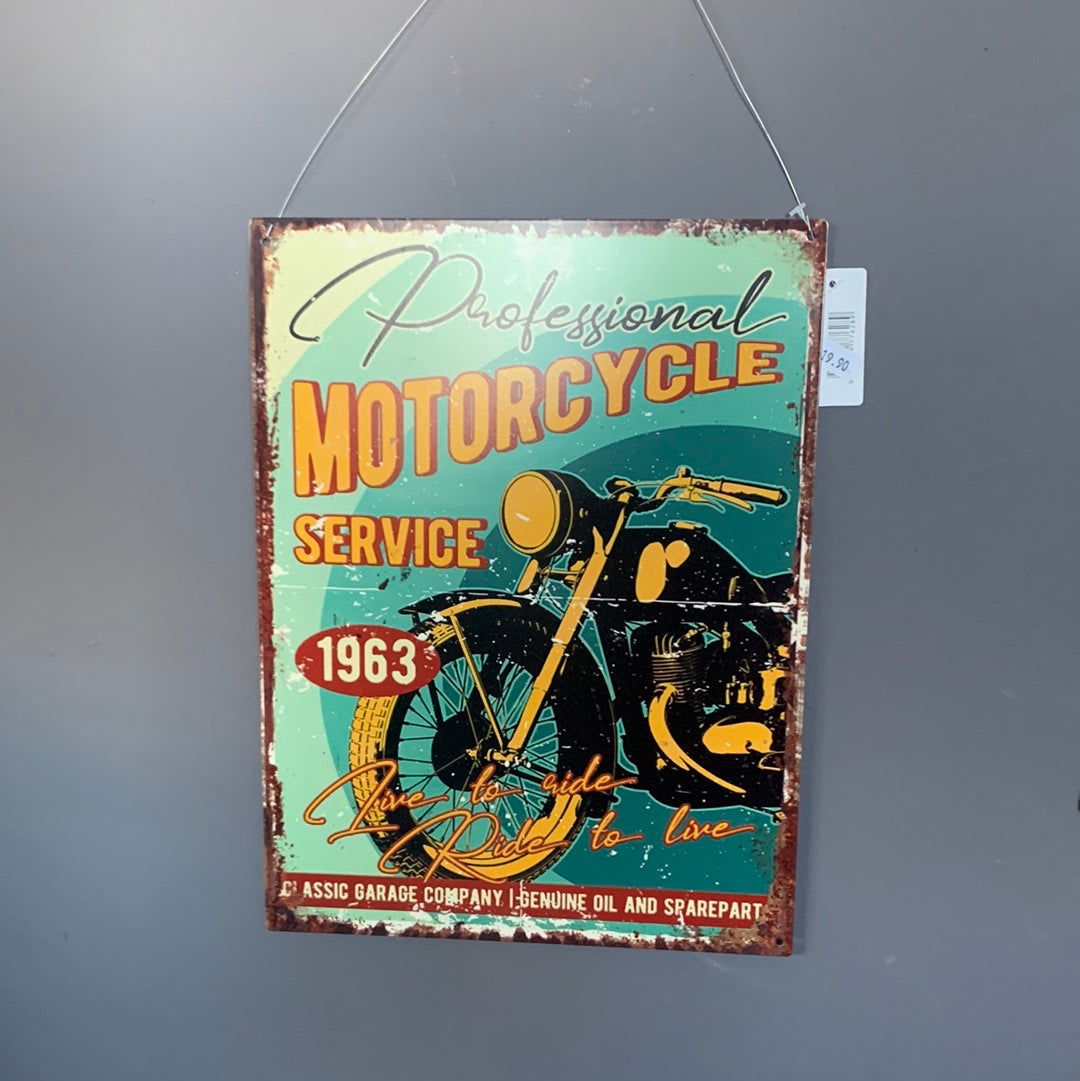 Professional
MOTORCYCLE
SERVICE
1963
Live to ride
Ride to live
CLASSIC GARAGE COMPANY | GENUINE OIL AND SPAREPART